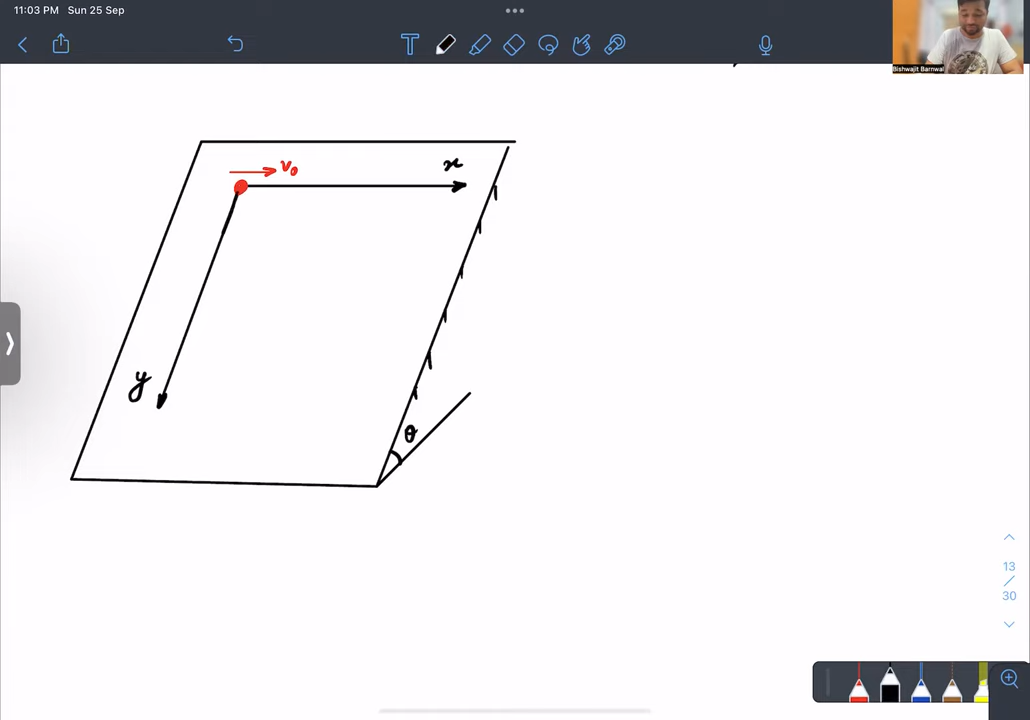 11:03 PM Sun 25 Sep
T
Bishwajit Barnwal
v₀
x
y
θ
13
/
30